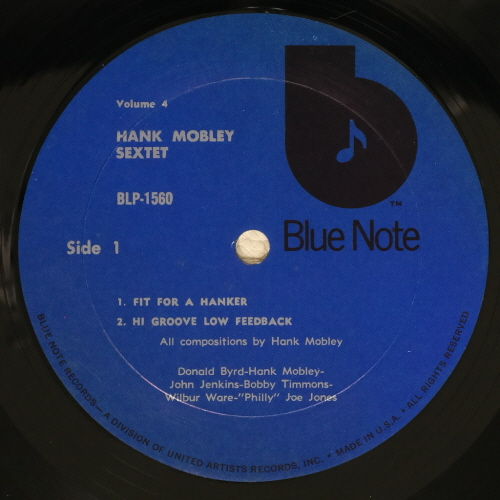 Volume 4
HANK MOBLEY
SEXTET
BLP-1560
TM
Blue Note
Side 1
1. FIT FOR A HANKER
2. HI GROOVE LOW FEEDBACK
All compositions by Hank Mobley
Donald Byrd-Hank Mobley-
John Jenkins-Bobby Timmons-
Wilbur Ware-"Philly" Joe Jones
BLUE NOTE RECORDS—A DIVISION OF UNITED ARTISTS RECORDS, INC. • MADE IN U.S.A. • ALL RIGHTS RESERVED